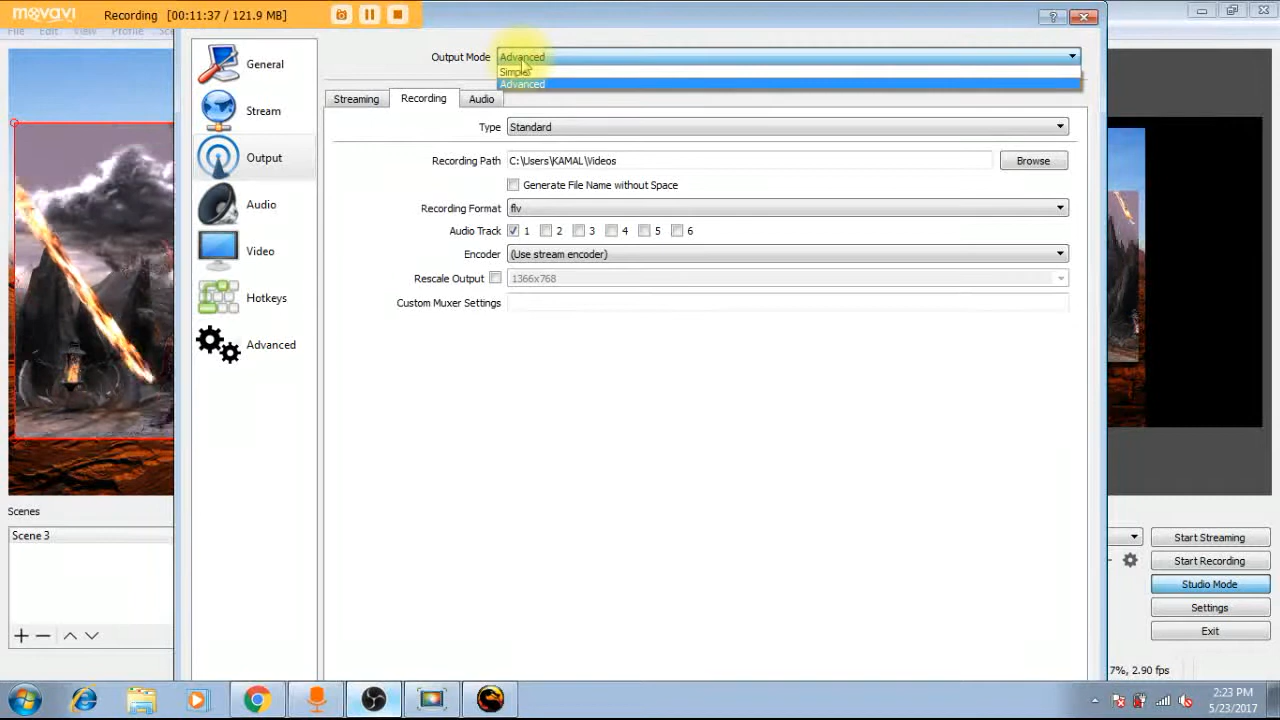 movavi
Recording [00:11:37 / 121.9 MB]
File Edit View Profile
General
Stream
Output
Audio
Video
Hotkeys
Advanced
Output Mode Advanced
Simple
Advanced
Streaming Recording Audio
Type Standard
Recording Path C:\Users\KAMAL\Videos Browse
Generate File Name without Space
Recording Format flv
Audio Track 1 2 3 4 5 6
Encoder (Use stream encoder)
Rescale Output 1366x768
Custom Muxer Settings
Scenes
Scene 3
Start Streaming
Start Recording
Studio Mode
Settings
Exit
7%, 2.90 fps
2:23 PM
5/23/2017